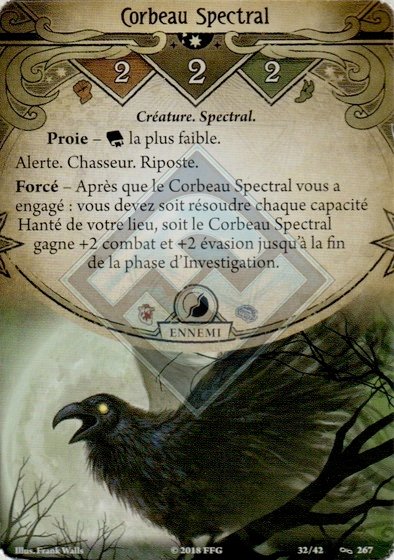 Corbeau Spectral
2 2 2
Créature. Spectral.
Proie – la plus faible.
Alerte. Chasseur. Riposte.
Forcé – Après que le Corbeau Spectral vous a
engagé : vous devez soit résoudre chaque capacité
Hanté de votre lieu, soit le Corbeau Spectral
gagne +2 combat et +2 évasion jusqu'à la fin
de la phase d'Investigation.
ENNEMI
Illus. Frank Walls © 2018 FFG 32/42 267